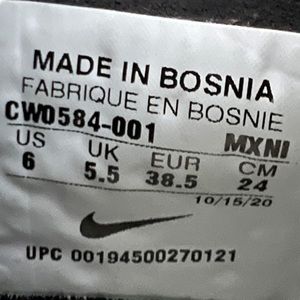 MADE IN BOSNIA
FABRIQUE EN BOSNIE
CW0584-001 MXNI
US UK EUR CM
6 5.5 38.5 24
10/15/20
UPC 00194500270121